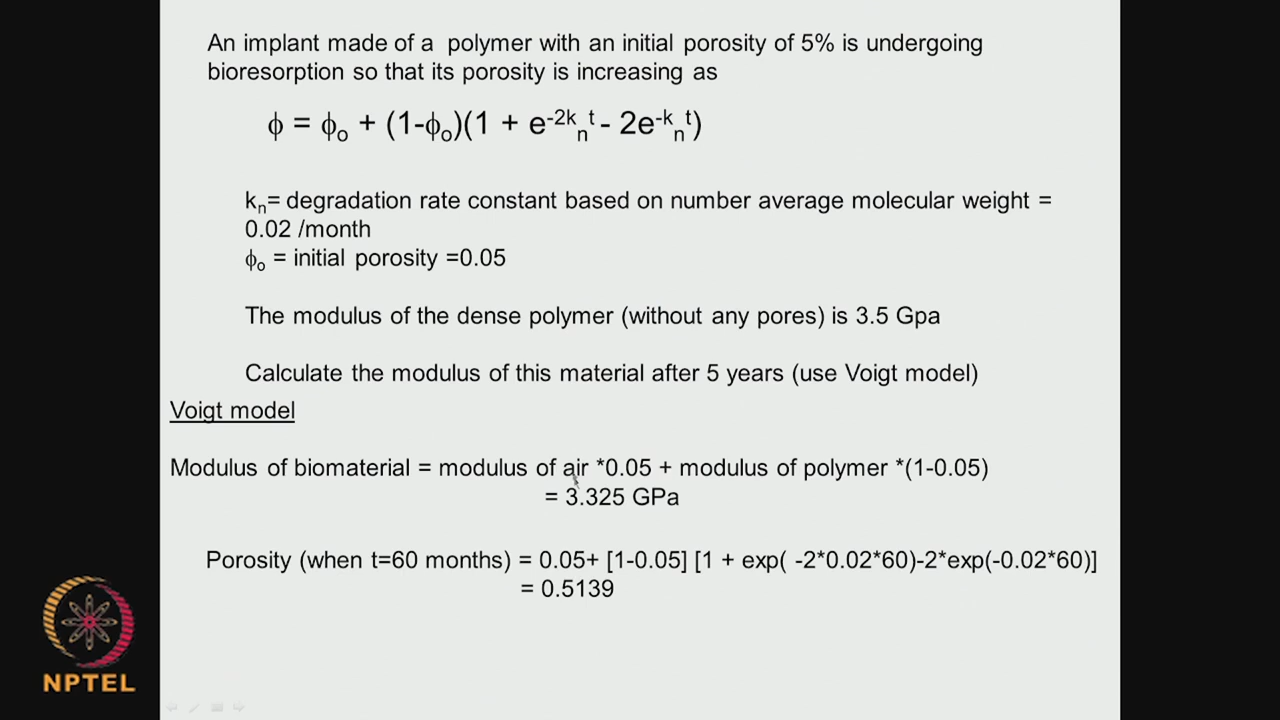 An implant made of a polymer with an initial porosity of 5% is undergoing
bioresorption so that its porosity is increasing as
ϕ = ϕₒ + (1-ϕₒ)(1 + e^-2k_n t - 2e^-k_n t)
kₙ= degradation rate constant based on number average molecular weight =
0.02 /month
ϕₒ = initial porosity =0.05
The modulus of the dense polymer (without any pores) is 3.5 Gpa
Calculate the modulus of this material after 5 years (use Voigt model)
Voigt model
Modulus of biomaterial = modulus of air *0.05 + modulus of polymer *(1-0.05)
= 3.325 GPa
Porosity (when t=60 months) = 0.05+ [1-0.05] [1 + exp( -2*0.02*60)-2*exp(-0.02*60)]
= 0.5139
NPTEL